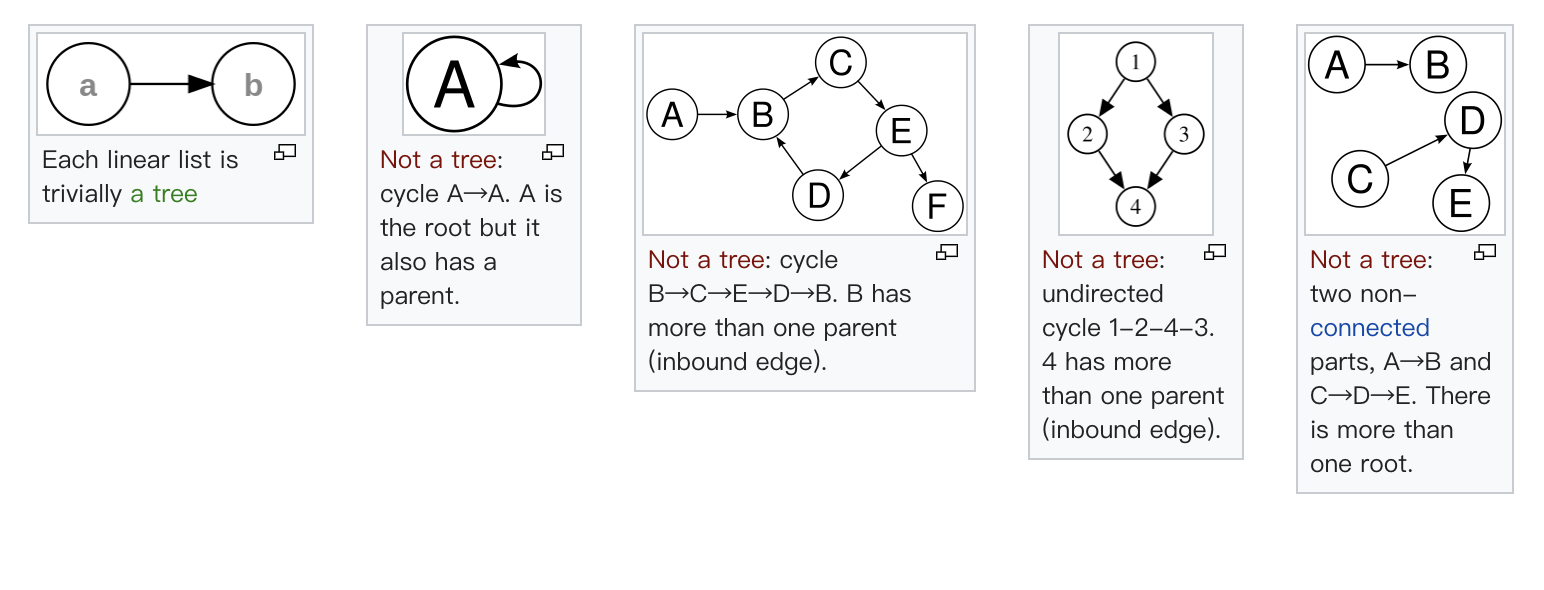 a b
Each linear list is
trivially a tree
A
Not a tree:
cycle A→A. A is
the root but it
also has a
parent.
C
A B E
D F
Not a tree: cycle
B→C→E→D→B. B has
more than one parent
(inbound edge).
1
2 3
4
Not a tree:
undirected
cycle 1–2–4–3.
4 has more
than one parent
(inbound edge).
A B
D
C
E
Not a tree:
two non-
connected
parts, A→B and
C→D→E. There
is more than
one root.